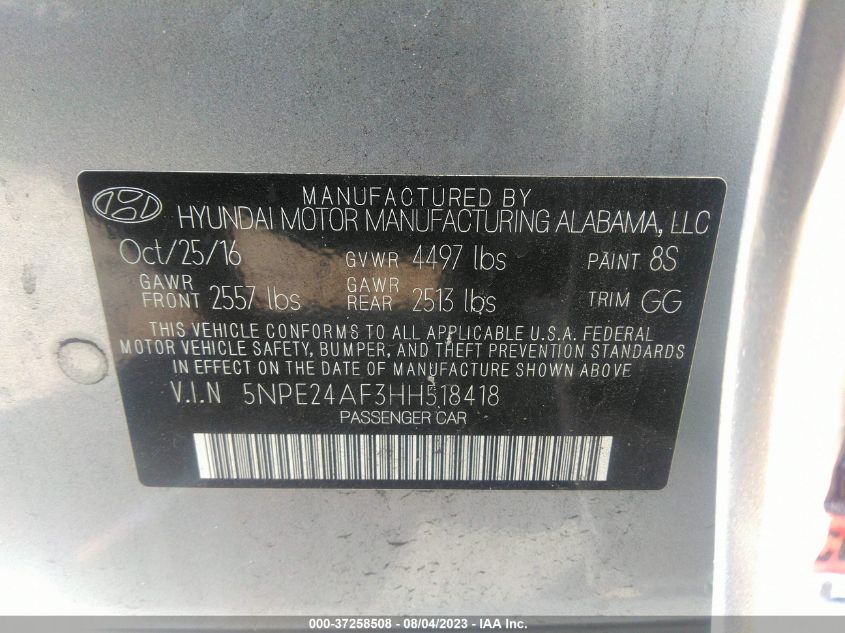 MANUFACTURED BY
HYUNDAI MOTOR MANUFACTURING ALABAMA, LLC
Oct/25/16 GVWR 4497 lbs PAINT 8S
GAWR FRONT 2557 lbs GAWR REAR 2513 lbs TRIM GG
THIS VEHICLE CONFORMS TO ALL APPLICABLE U.S.A. FEDERAL
MOTOR VEHICLE SAFETY, BUMPER, AND THEFT PREVENTION STANDARDS
IN EFFECT ON THE DATE OF MANUFACTURE SHOWN ABOVE
V.I.N 5NPE24AF3HH518418
PASSENGER CAR
000-37258508 - 08/04/2023 - IAA Inc.